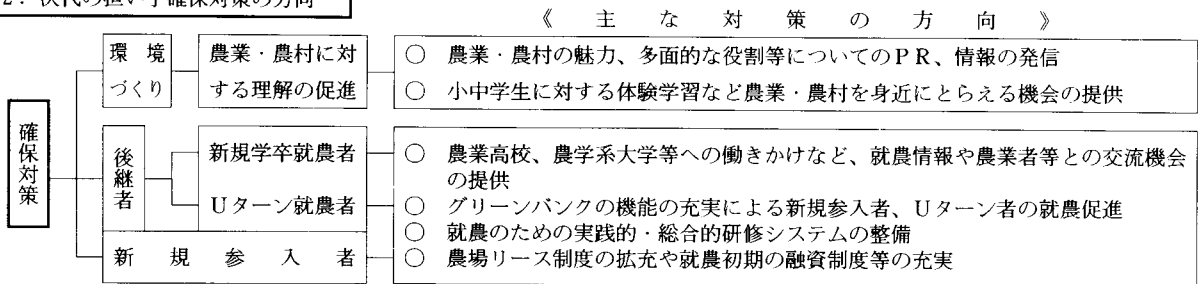 2．次代の担い手確保対策の方向
《主な対策の方向》
確保対策
環境づくり
農業・農村に対する理解の促進
○ 農業・農村の魅力、多面的な役割等についてのＰＲ、情報の発信
○ 小中学生に対する体験学習など農業・農村を身近にとらえる機会の提供
後継者
新規学卒就農者
Ｕターン就農者
新規参入者
○ 農業高校、農学系大学等への働きかけなど、就農情報や農業者等との交流機会
の提供
○ グリーンバンクの機能の充実による新規参入者、Ｕターン者の就農促進
○ 就農のための実践的・総合的研修システムの整備
○ 農場リース制度の拡充や就農初期の融資制度等の充実